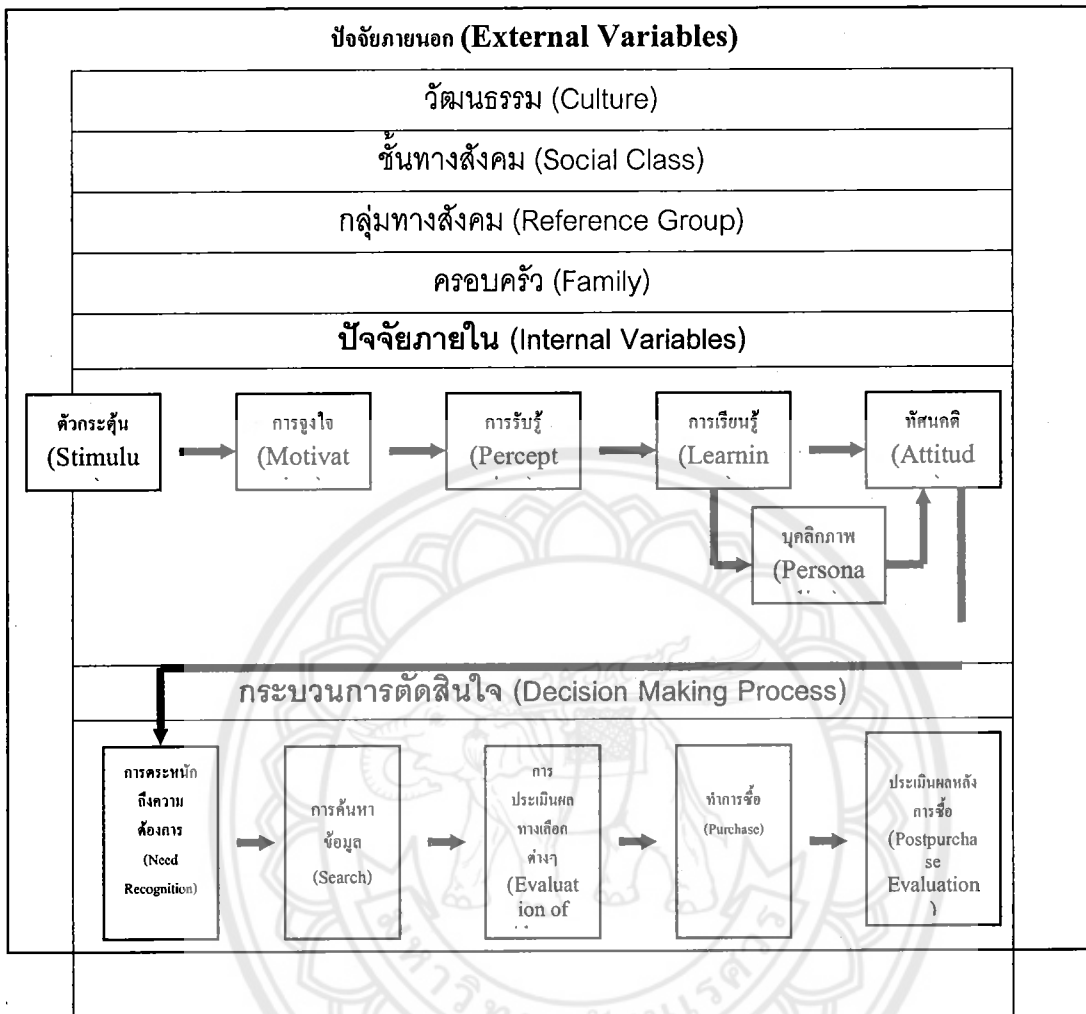 ปัจจัยภายนอก (External Variables)
วัฒนธรรม (Culture)
ชั้นทางสังคม (Social Class)
กลุ่มทางสังคม (Reference Group)
ครอบครัว (Family)
ปัจจัยภายใน (Internal Variables)
ตัวกระตุ้น
(Stimulu
การจูงใจ
(Motivat
การรับรู้
(Percept
การเรียนรู้
(Learnin
ทัศนคติ
(Attitud
บุคลิกภาพ
(Persona
กระบวนการตัดสินใจ (Decision Making Process)
การตระหนัก
ถึงความ
ต้องการ
(Need
Recognition)
การค้นหา
ข้อมูล
(Search)
การ
ประเมินผล
ทางเลือก
ต่างๆ
(Evaluat
ion of
ทำการซื้อ
(Purchase)
ประเมินผลหลัง
การซื้อ
(Postpurcha
se
Evaluation
)